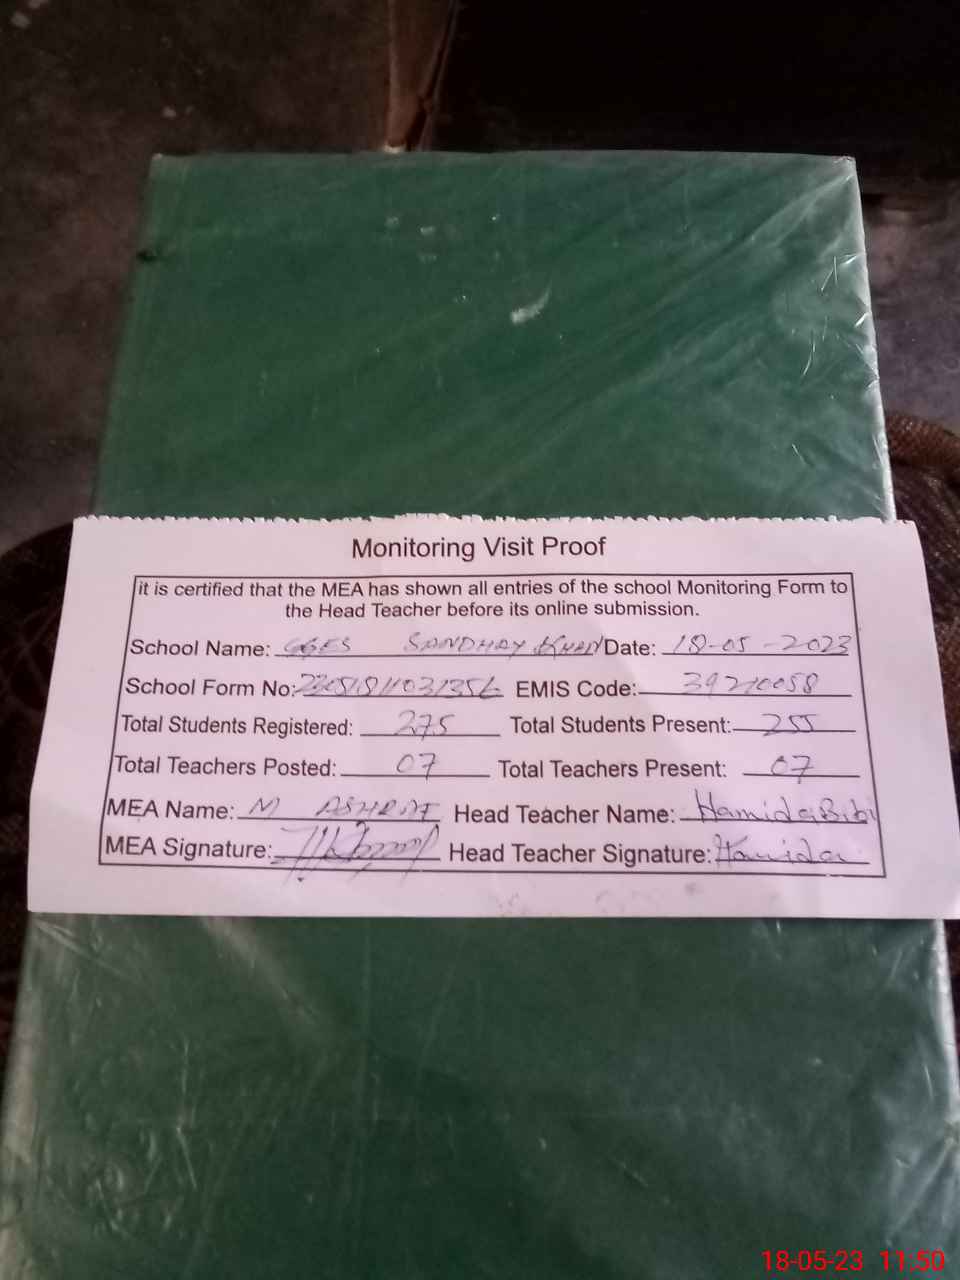 Monitoring Visit Proof
it is certified that the MEA has shown all entries of the school Monitoring Form to
the Head Teacher before its online submission.
School Name: GGES SANDHAY KHAN Date: 18-05-2023
School Form No: EMIS Code: 39210058
Total Students Registered: 275 Total Students Present: 255
Total Teachers Posted: 07 Total Teachers Present: 07
MEA Name: M ASHRAF Head Teacher Name: Hamida Bibi
MEA Signature: Head Teacher Signature: Hamida
18-05-23 11:50